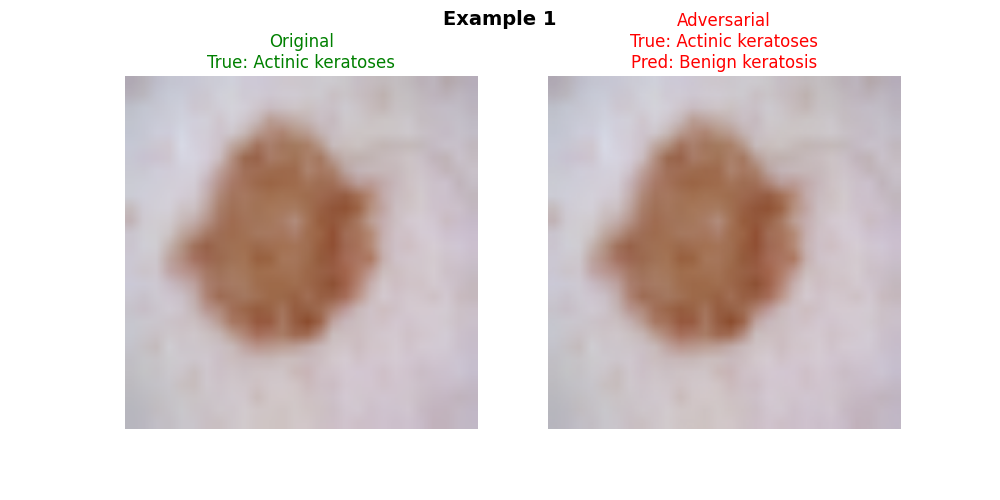 Example 1
Original
True: Actinic keratoses
Adversarial
True: Actinic keratoses
Pred: Benign keratosis